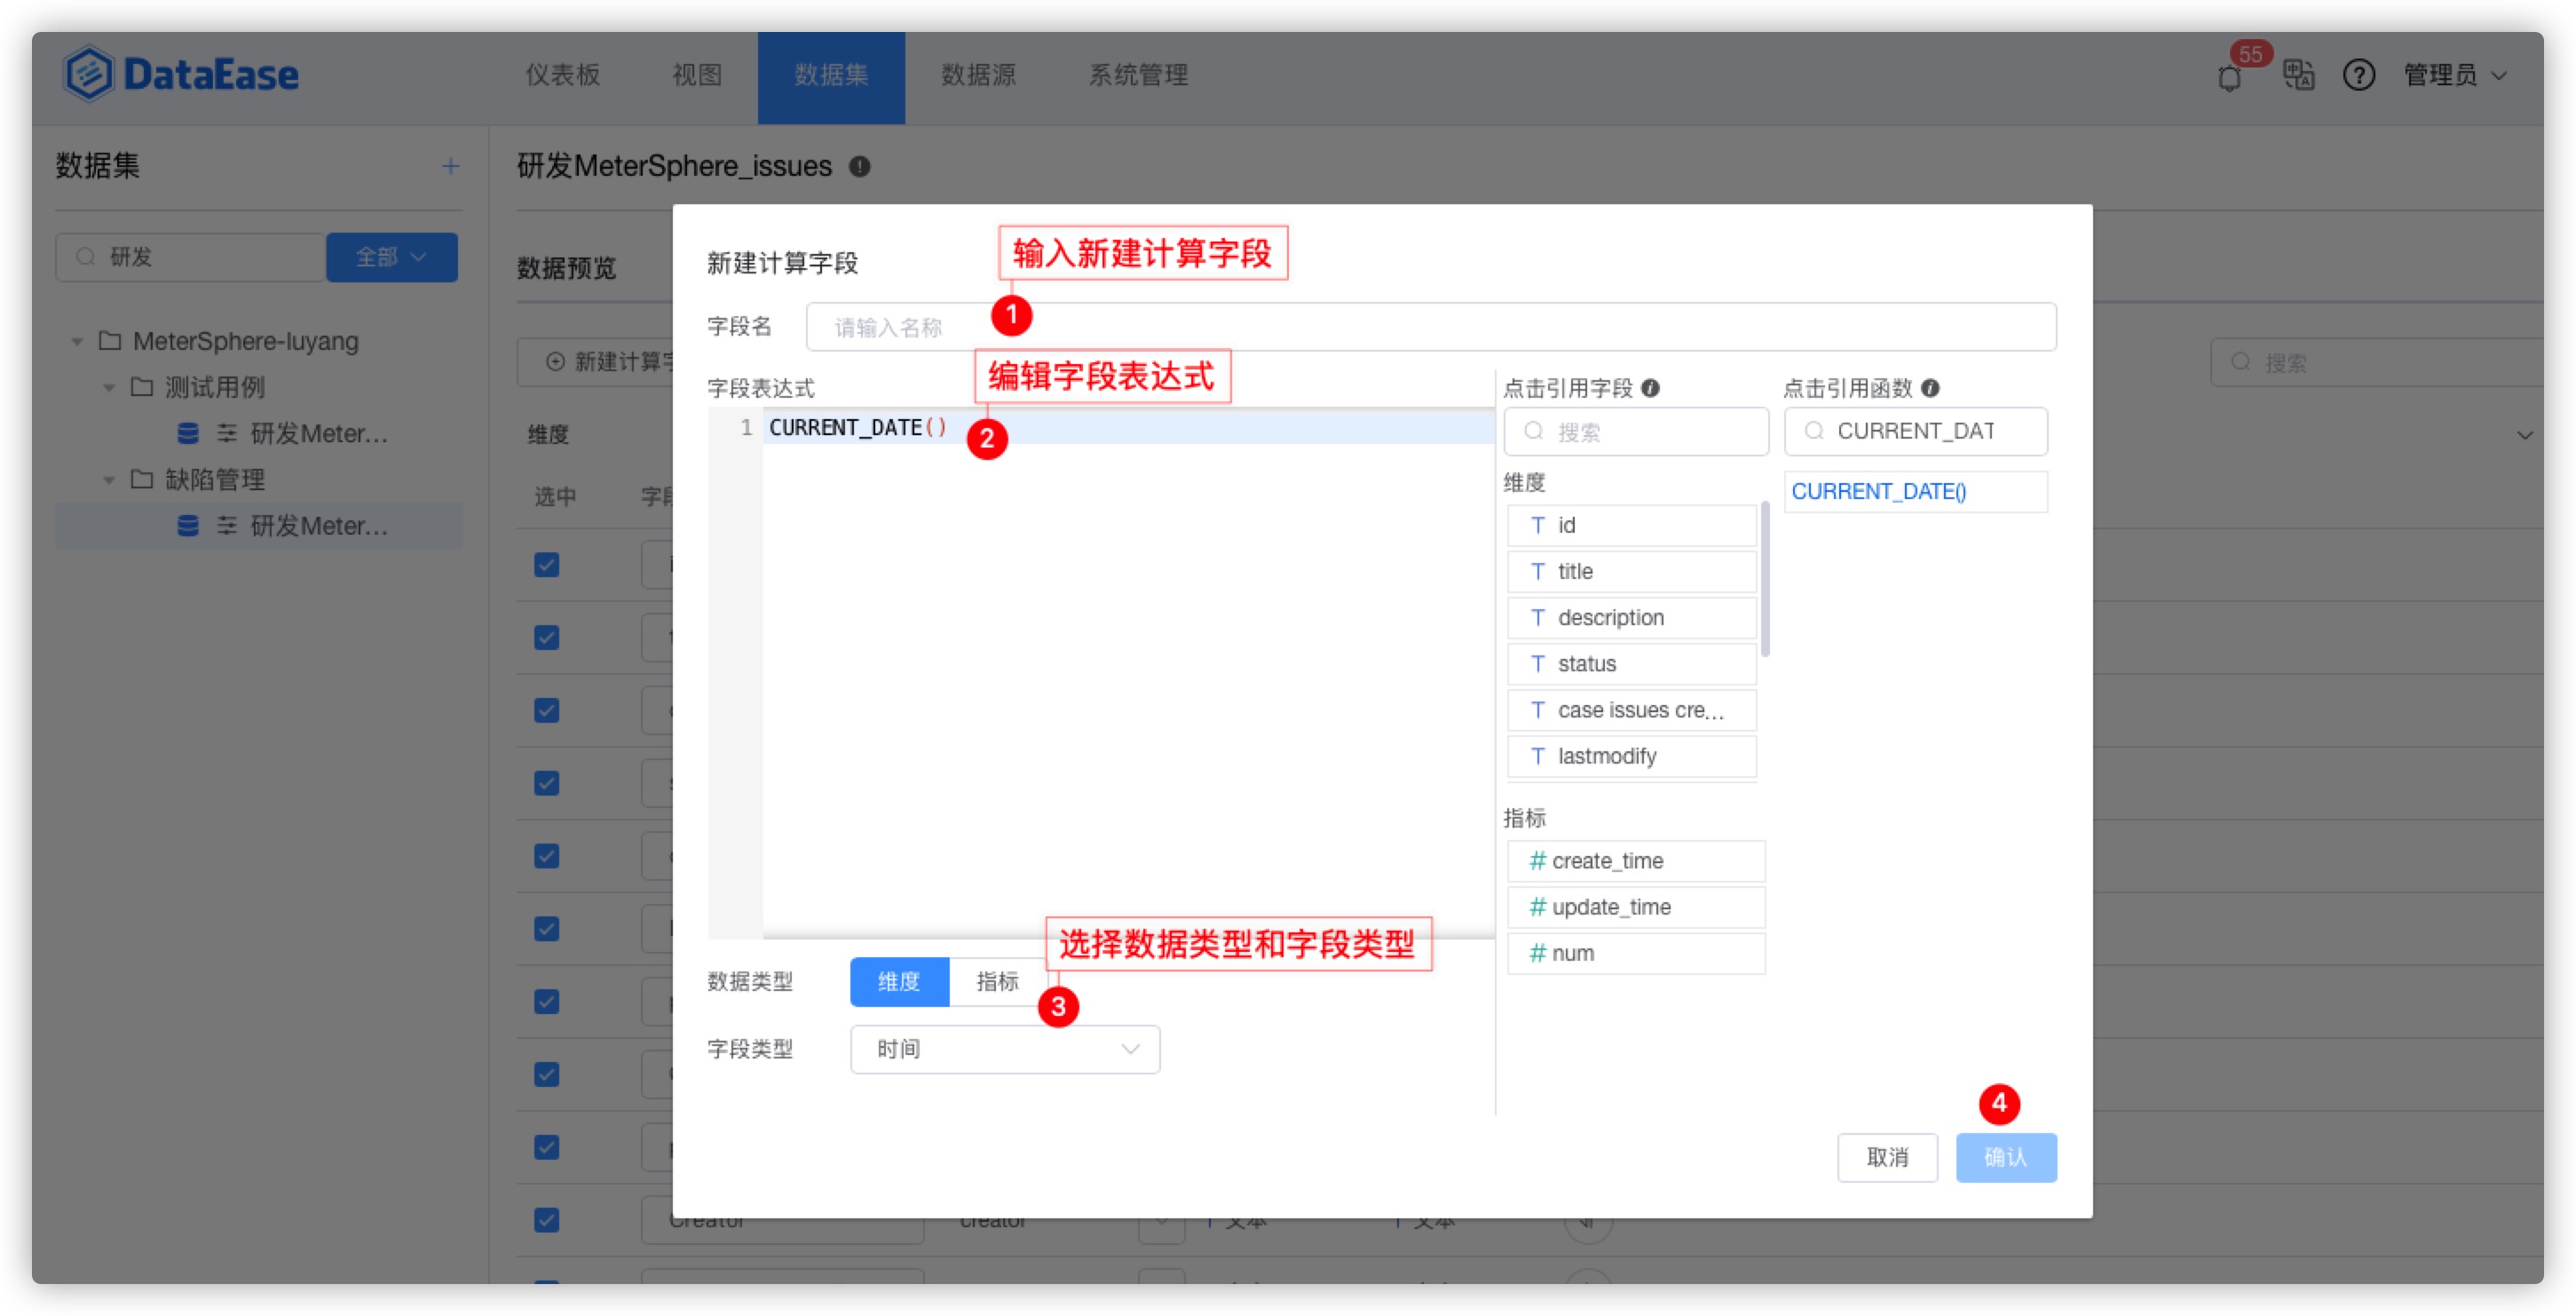 DataEase
仪表板
视图
数据集
数据源
系统管理
55
管理员
数据集
研发
全部
MeterSphere-luyang
测试用例
研发Meter...
缺陷管理
研发Meter...
研发MeterSphere_issues
数据预览
新建计算字
搜索
维度
选中
字段
新建计算字段
输入新建计算字段
1
字段名
请输入名称
编辑字段表达式
字段表达式
1 CURRENT_DATE()
2
点击引用字段
搜索
点击引用函数
CURRENT_DAT
CURRENT_DATE()
维度
T id
T title
T description
T status
T case issues cre...
T lastmodify
指标
# create_time
# update_time
# num
选择数据类型和字段类型
数据类型
维度
指标
3
字段类型
时间
4
取消
确认
Creator
creator
T 文本
T 文本